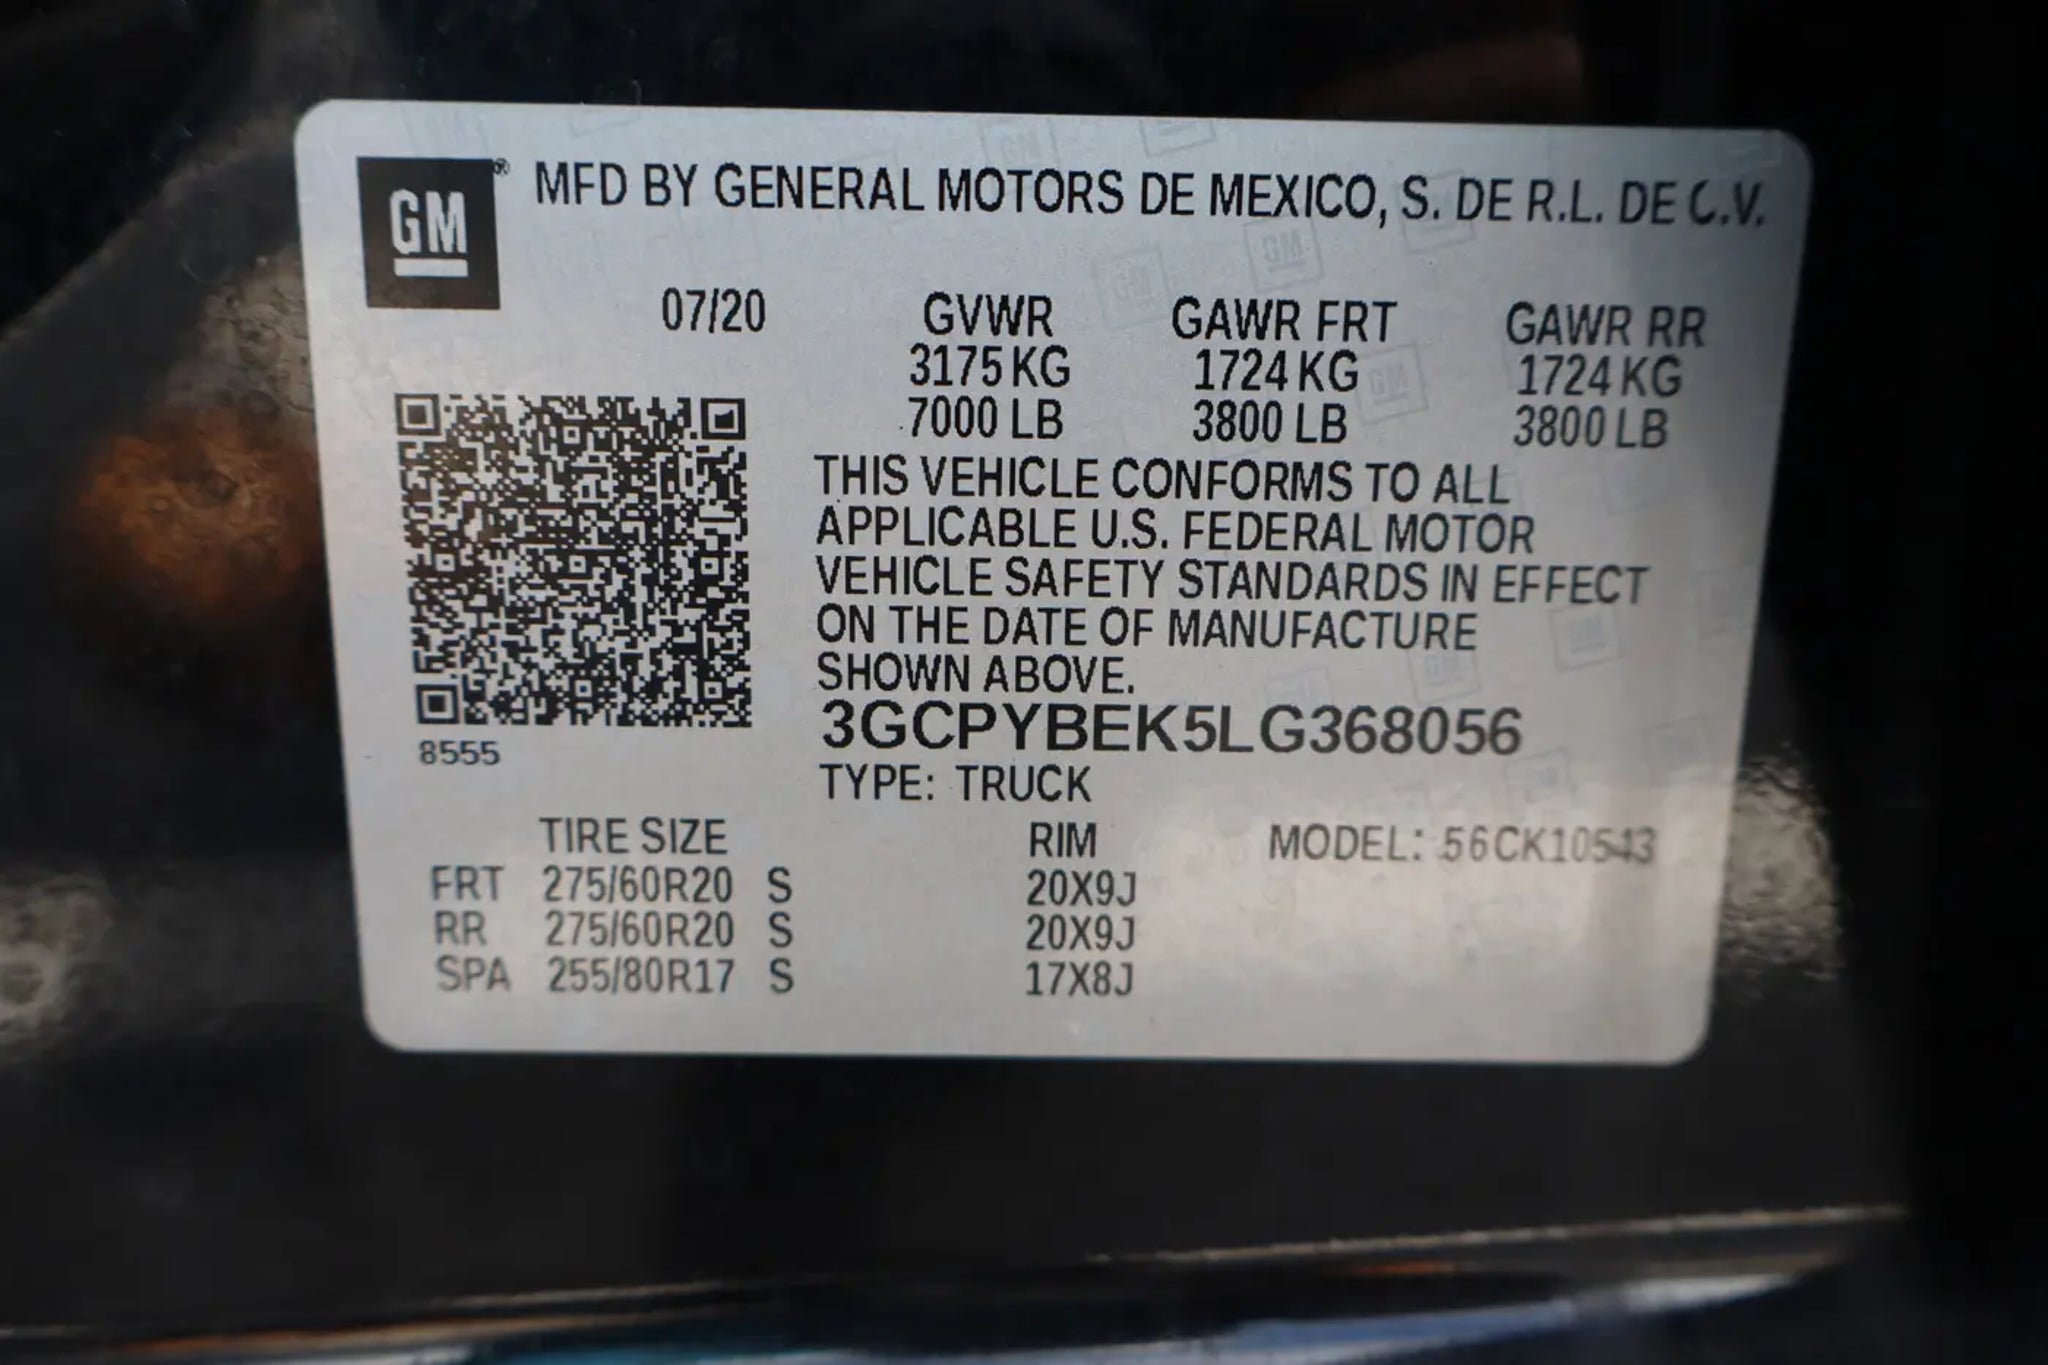 GM ® MFD BY GENERAL MOTORS DE MEXICO, S. DE R.L. DE C.V.
07/20 GVWR GAWR FRT GAWR RR
3175 KG 1724 KG 1724 KG
7000 LB 3800 LB 3800 LB
THIS VEHICLE CONFORMS TO ALL
APPLICABLE U.S. FEDERAL MOTOR
VEHICLE SAFETY STANDARDS IN EFFECT
ON THE DATE OF MANUFACTURE
SHOWN ABOVE.
3GCPYBEK5LG368056
8555
TYPE: TRUCK
TIRE SIZE RIM MODEL: 56CK10543
FRT 275/60R20 S 20X9J
RR 275/60R20 S 20X9J
SPA 255/80R17 S 17X8J